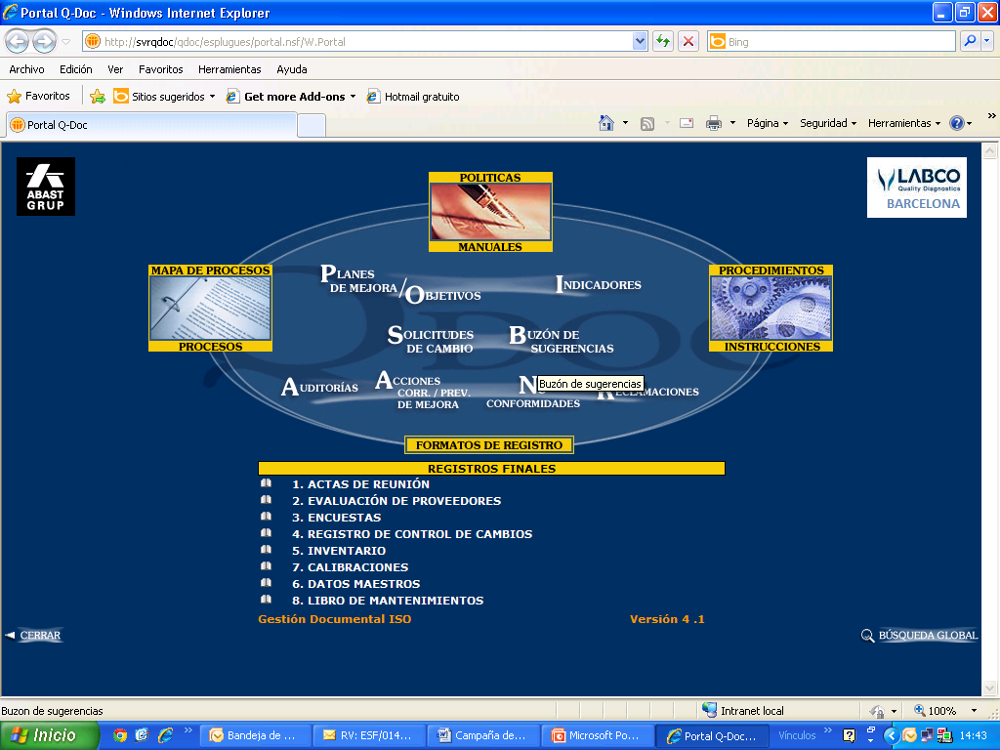 Portal Q-Doc - Windows Internet Explorer
http://svrqdoc/qdoc/esplugues/portal.nsf/W.Portal
Bing
Archivo Edición Ver Favoritos Herramientas Ayuda
Favoritos Sitios sugeridos Get more Add-ons Hotmail gratuito
Portal Q-Doc
Página Seguridad Herramientas
ABAST
GRUP
LABCO
Quality Diagnostics
BARCELONA
POLITICAS
MANUALES
MAPA DE PROCESOS
PROCESOS
PROCEDIMIENTOS
INSTRUCCIONES
QDOC
PLANES
DE MEJORA/OBJETIVOS
INDICADORES
SOLICITUDES
DE CAMBIO
BUZÓN DE
SUGERENCIAS
AUDITORÍAS
ACCIONES
CORR. / PREV.
DE MEJORA
CONFORMIDADES
Buzón de sugerencias
RECLAMACIONES
FORMATOS DE REGISTRO
REGISTROS FINALES
1. ACTAS DE REUNIÓN
2. EVALUACIÓN DE PROVEEDORES
3. ENCUESTAS
4. REGISTRO DE CONTROL DE CAMBIOS
5. INVENTARIO
7. CALIBRACIONES
6. DATOS MAESTROS
8. LIBRO DE MANTENIMIENTOS
Gestión Documental ISO Versión 4 .1
CERRAR
BÚSQUEDA GLOBAL
Buzon de sugerencias
Intranet local
100%
Inicio
Bandeja de ...
RV: ESF/014...
Campaña de...
Microsoft Po...
Portal Q-Doc...
Vínculos
14:43